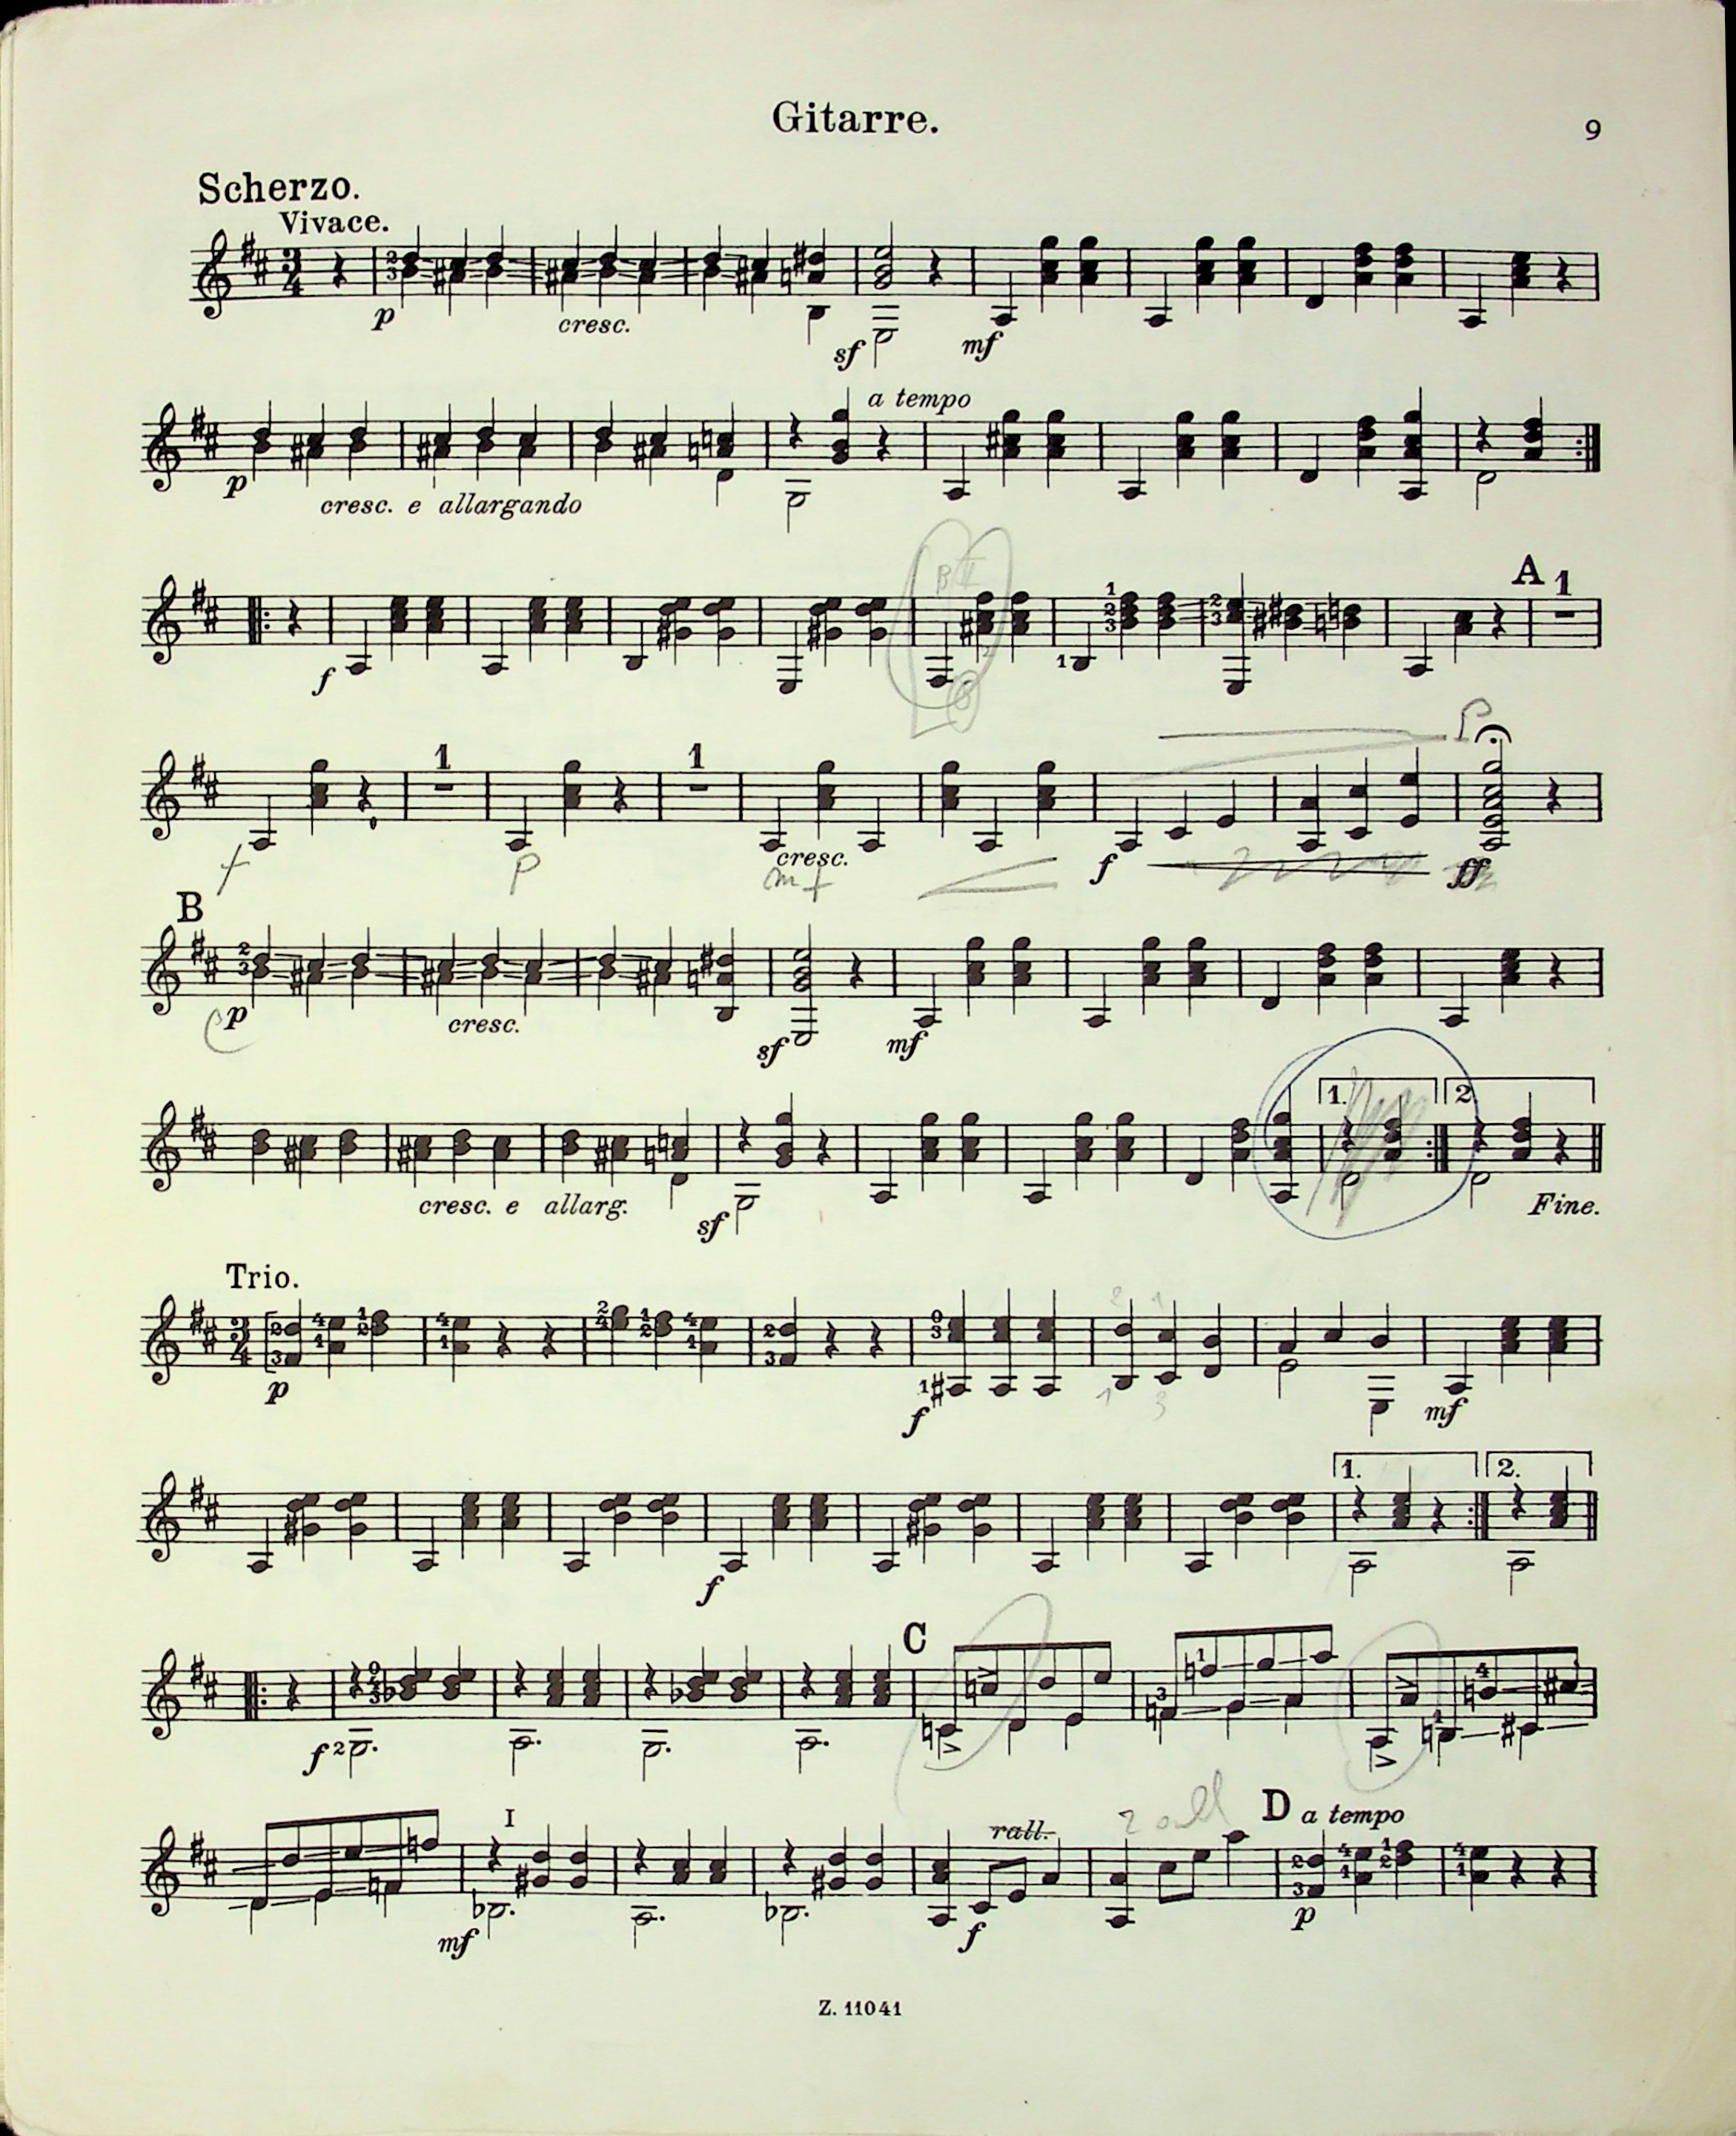 Gitarre.
9
Scherzo.
Vivace.
p cresc. sf mf
a tempo
p cresc. e allargando
A 1
f
1 1
cresc. f ff
f p mf
B
p cresc. sf mf
1. 2.
cresc. e allarg. sf Fine.
Trio.
p f mf
1. 2.
f
C
f
I rall. D a tempo
mf f p
Z. 11041